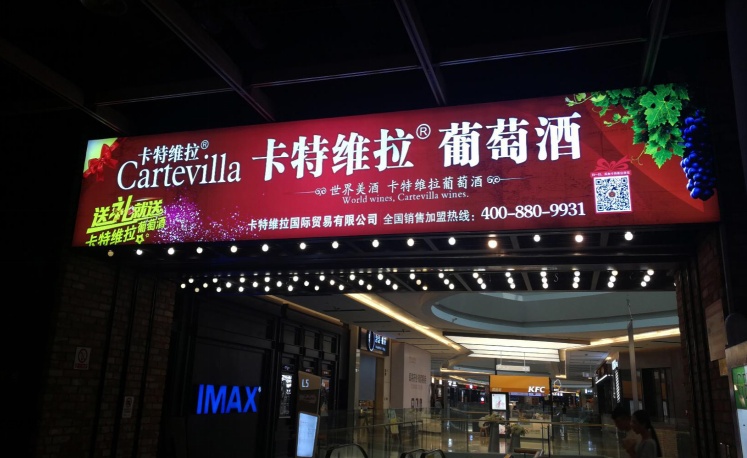 卡特维拉®
Cartevilla
卡特维拉® 葡萄酒
世界美酒 卡特维拉葡萄酒
World wines, Cartevilla wines.
送礼就送
卡特维拉葡萄酒
卡特维拉国际贸易有限公司 全国销售加盟热线：400-880-9931
IMAX
LS
KFC